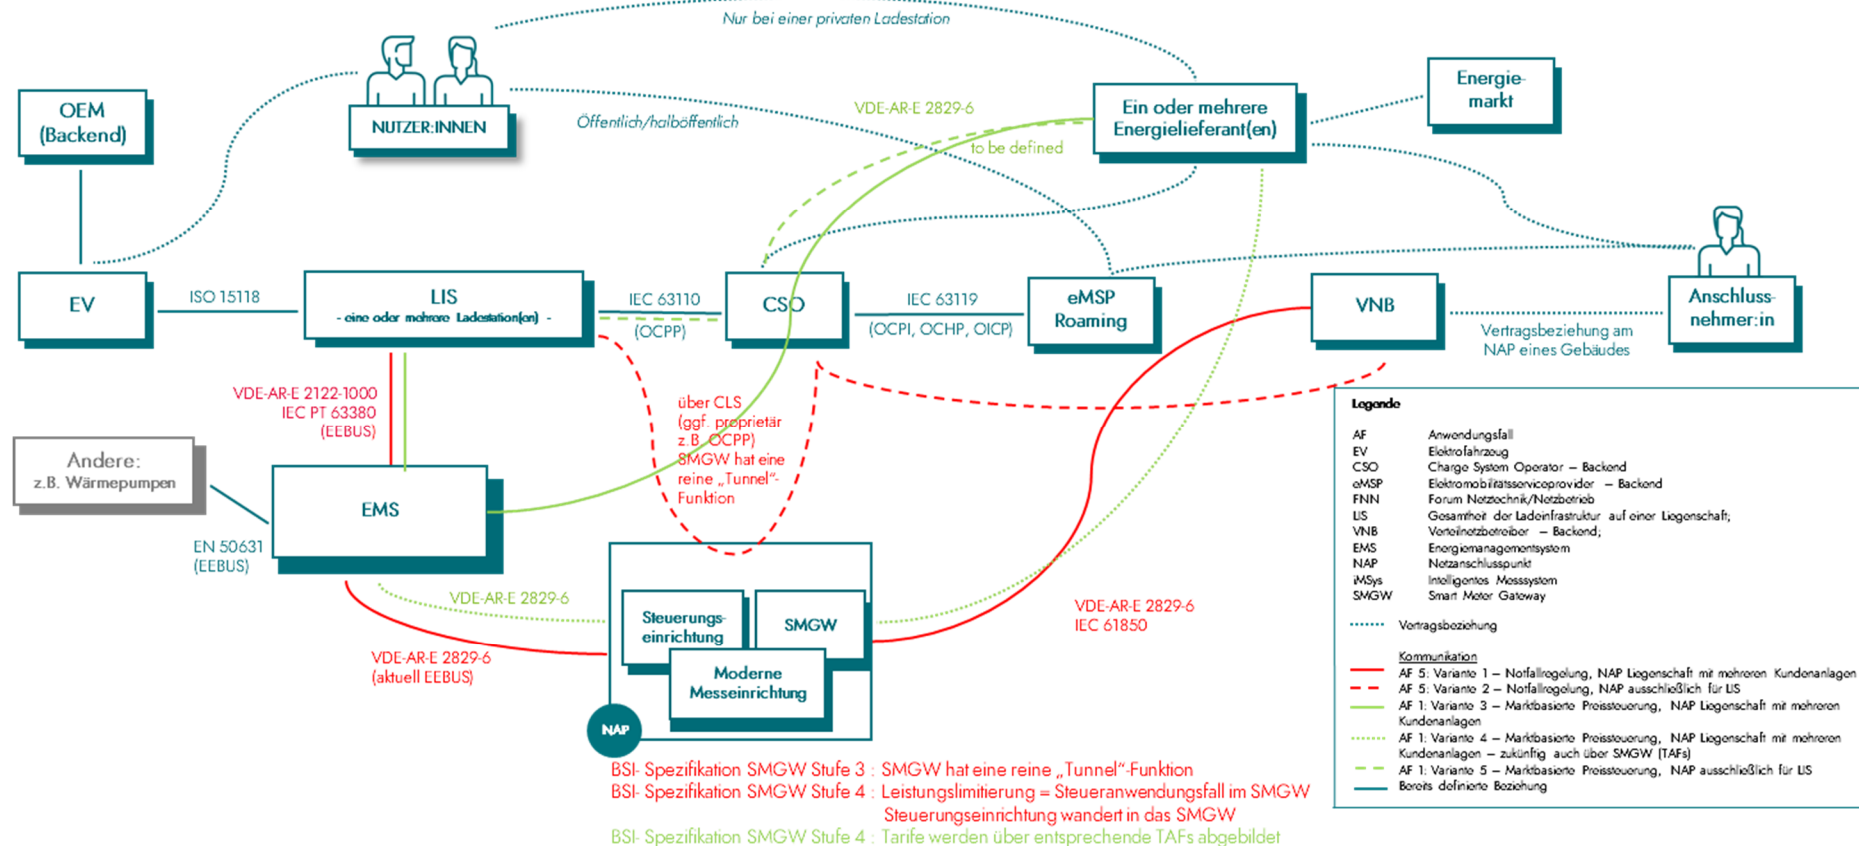 Nur bei einer privaten Ladestation
OEM
(Backend)
NUTZER:INNEN
Öffentlich/halböffentlich
VDE-AR-E 2829-6
to be defined
Ein oder mehrere
Energielieferant(en)
Energie-
markt
EV
ISO 15118
LIS
- eine oder mehrere Ladestation(en) -
IEC 63110
(OCPP)
CSO
IEC 63119
(OCPI, OCHP, OICP)
eMSP
Roaming
VNB
Vertragsbeziehung am
NAP eines Gebäudes
Anschluss-
nehmer:in
VDE-AR-E 2122-1000
IEC PT 63380
(EEBUS)
über CLS
(ggf. proprietär
z.B. OCPP)
SMGW hat eine
reine „Tunnel"-
Funktion
Andere:
z.B. Wärmepumpen
EN 50631
(EEBUS)
EMS
VDE-AR-E 2829-6
VDE-AR-E 2829-6
(aktuell EEBUS)
Steuerungs-
einrichtung
SMGW
Moderne
Messeinrichtung
NAP
VDE-AR-E 2829-6
IEC 61850
BSI- Spezifikation SMGW Stufe 3 : SMGW hat eine reine „Tunnel"-Funktion
BSI- Spezifikation SMGW Stufe 4 : Leistungslimitierung = Steueranwendungsfall im SMGW
Steuerungseinrichtung wandert in das SMGW
BSI- Spezifikation SMGW Stufe 4 : Tarife werden über entsprechende TAFs abgebildet
Legende
AF Anwendungsfall
EV Elektrofahrzeug
CSO Charge System Operator – Backend
eMSP Elektromobilitätsserviceprovider – Backend
FNN Forum Netztechnik/Netzbetrieb
LIS Gesamtheit der Ladeinfrastruktur auf einer Liegenschaft;
VNB Verteilnetzbetreiber – Backend;
EMS Energiemanagementsystem
NAP Netzanschlusspunkt
iMSys Intelligentes Messsystem
SMGW Smart Meter Gateway
Vertragsbeziehung
Kommunikation
AF 5: Variante 1 – Notfallregelung, NAP Liegenschaft mit mehreren Kundenanlagen
AF 5: Variante 2 – Notfallregelung, NAP ausschließlich für LIS
AF 1: Variante 3 – Marktbasierte Preissteuerung, NAP Liegenschaft mit mehreren
Kundenanlagen
AF 1: Variante 4 – Marktbasierte Preissteuerung, NAP Liegenschaft mit mehreren
Kundenanlagen – zukünftig auch über SMGW (TAFs)
AF 1: Variante 5 – Marktbasierte Preissteuerung, NAP ausschließlich für LIS
Bereits definierte Beziehung